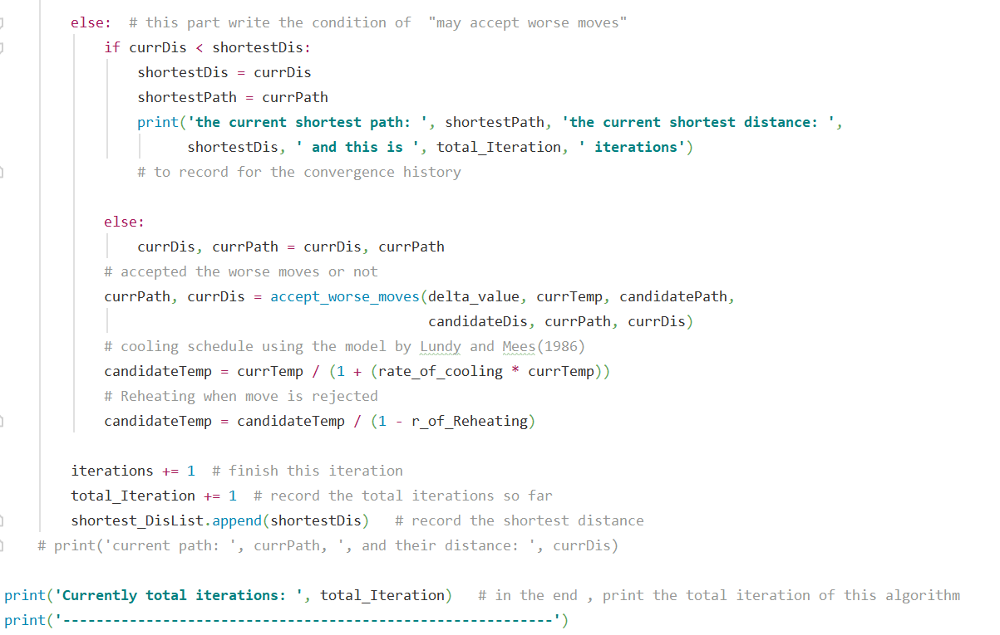 else:  # this part write the condition of  "may accept worse moves"
if currDis < shortestDis:
shortestDis = currDis
shortestPath = currPath
print('the current shortest path: ', shortestPath, 'the current shortest distance: ',
shortestDis, ' and this is ', total_Iteration, ' iterations')
# to record for the convergence history
else:
currDis, currPath = currDis, currPath
# accepted the worse moves or not
currPath, currDis = accept_worse_moves(delta_value, currTemp, candidatePath,
candidateDis, currPath, currDis)
# cooling schedule using the model by Lundy and Mees(1986)
candidateTemp = currTemp / (1 + (rate_of_cooling * currTemp))
# Reheating when move is rejected
candidateTemp = candidateTemp / (1 - r_of_Reheating)
iterations += 1  # finish this iteration
total_Iteration += 1  # record the total iterations so far
shortest_DisList.append(shortestDis)   # record the shortest distance
# print('current path: ', currPath, ', and their distance: ', currDis)
print('Currently total iterations: ', total_Iteration)   # in the end , print the total iteration of this algorithm
print('-----------------------------------------------------------')